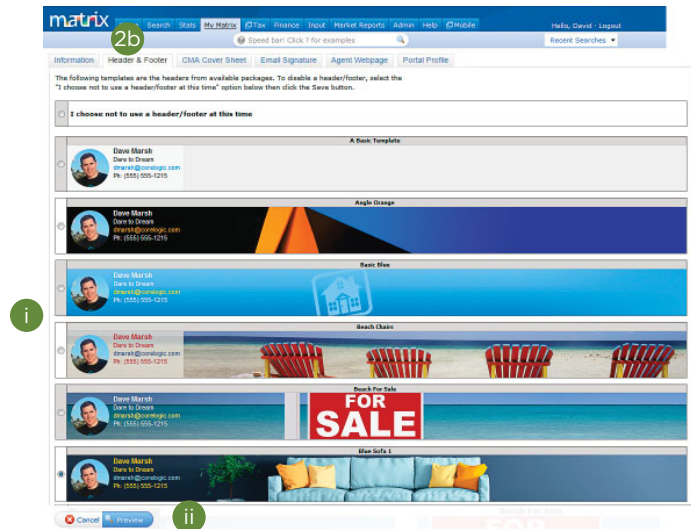 matrix
Search Stats My Matrix Tax Finance Input Market Reports Admin Help Mobile
Hello, David - Logout
2b
Speed bar! Click ? for examples
Recent Searches
Information Header & Footer CMA Cover Sheet Email Signature Agent Webpage Portal Profile
The following templates are the headers from available packages. To disable a header/footer, select the
"I choose not to use a header/footer at this time" option below then click the Save button.
I choose not to use a header/footer at this time
A Basic Template
Dave Marsh
Dare to Dream
dmarsh@corelogic.com
Ph: (555) 555-1215
Angle Orange
Dave Marsh
Dare to Dream
dmarsh@corelogic.com
Ph: (555) 555-1215
Basic Blue
Dave Marsh
Dare to Dream
dmarsh@corelogic.com
Ph: (555) 555-1215
i
Beach Chairs
Dave Marsh
Dare to Dream
dmarsh@corelogic.com
Ph: (555) 555-1215
Beach For Sale
Dave Marsh
Dare to Dream
dmarsh@corelogic.com
Ph: (555) 555-1215
FOR
SALE
Blue Sofa 1
Dave Marsh
Dare to Dream
dmarsh@corelogic.com
Ph: (555) 555-1215
Cancel Preview
ii
Beach For Sale